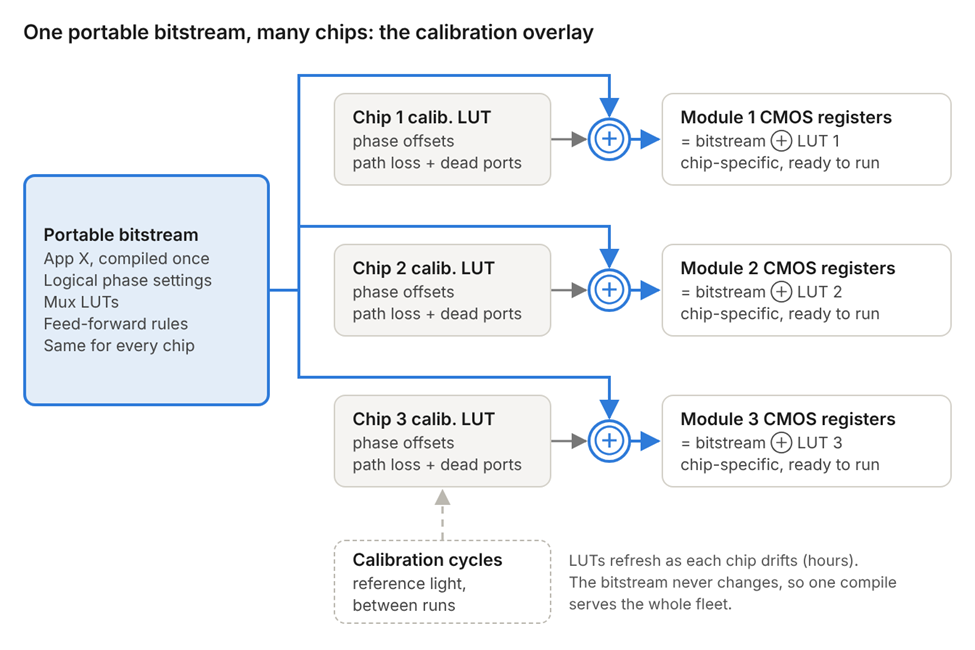 One portable bitstream, many chips: the calibration overlay
Portable bitstream
App X, compiled once
Logical phase settings
Mux LUTs
Feed-forward rules
Same for every chip
Chip 1 calib. LUT
phase offsets
path loss + dead ports
Module 1 CMOS registers
= bitstream ⊕ LUT 1
chip-specific, ready to run
Chip 2 calib. LUT
phase offsets
path loss + dead ports
Module 2 CMOS registers
= bitstream ⊕ LUT 2
chip-specific, ready to run
Chip 3 calib. LUT
phase offsets
path loss + dead ports
Module 3 CMOS registers
= bitstream ⊕ LUT 3
chip-specific, ready to run
Calibration cycles
reference light,
between runs
LUTs refresh as each chip drifts (hours).
The bitstream never changes, so one compile
serves the whole fleet.